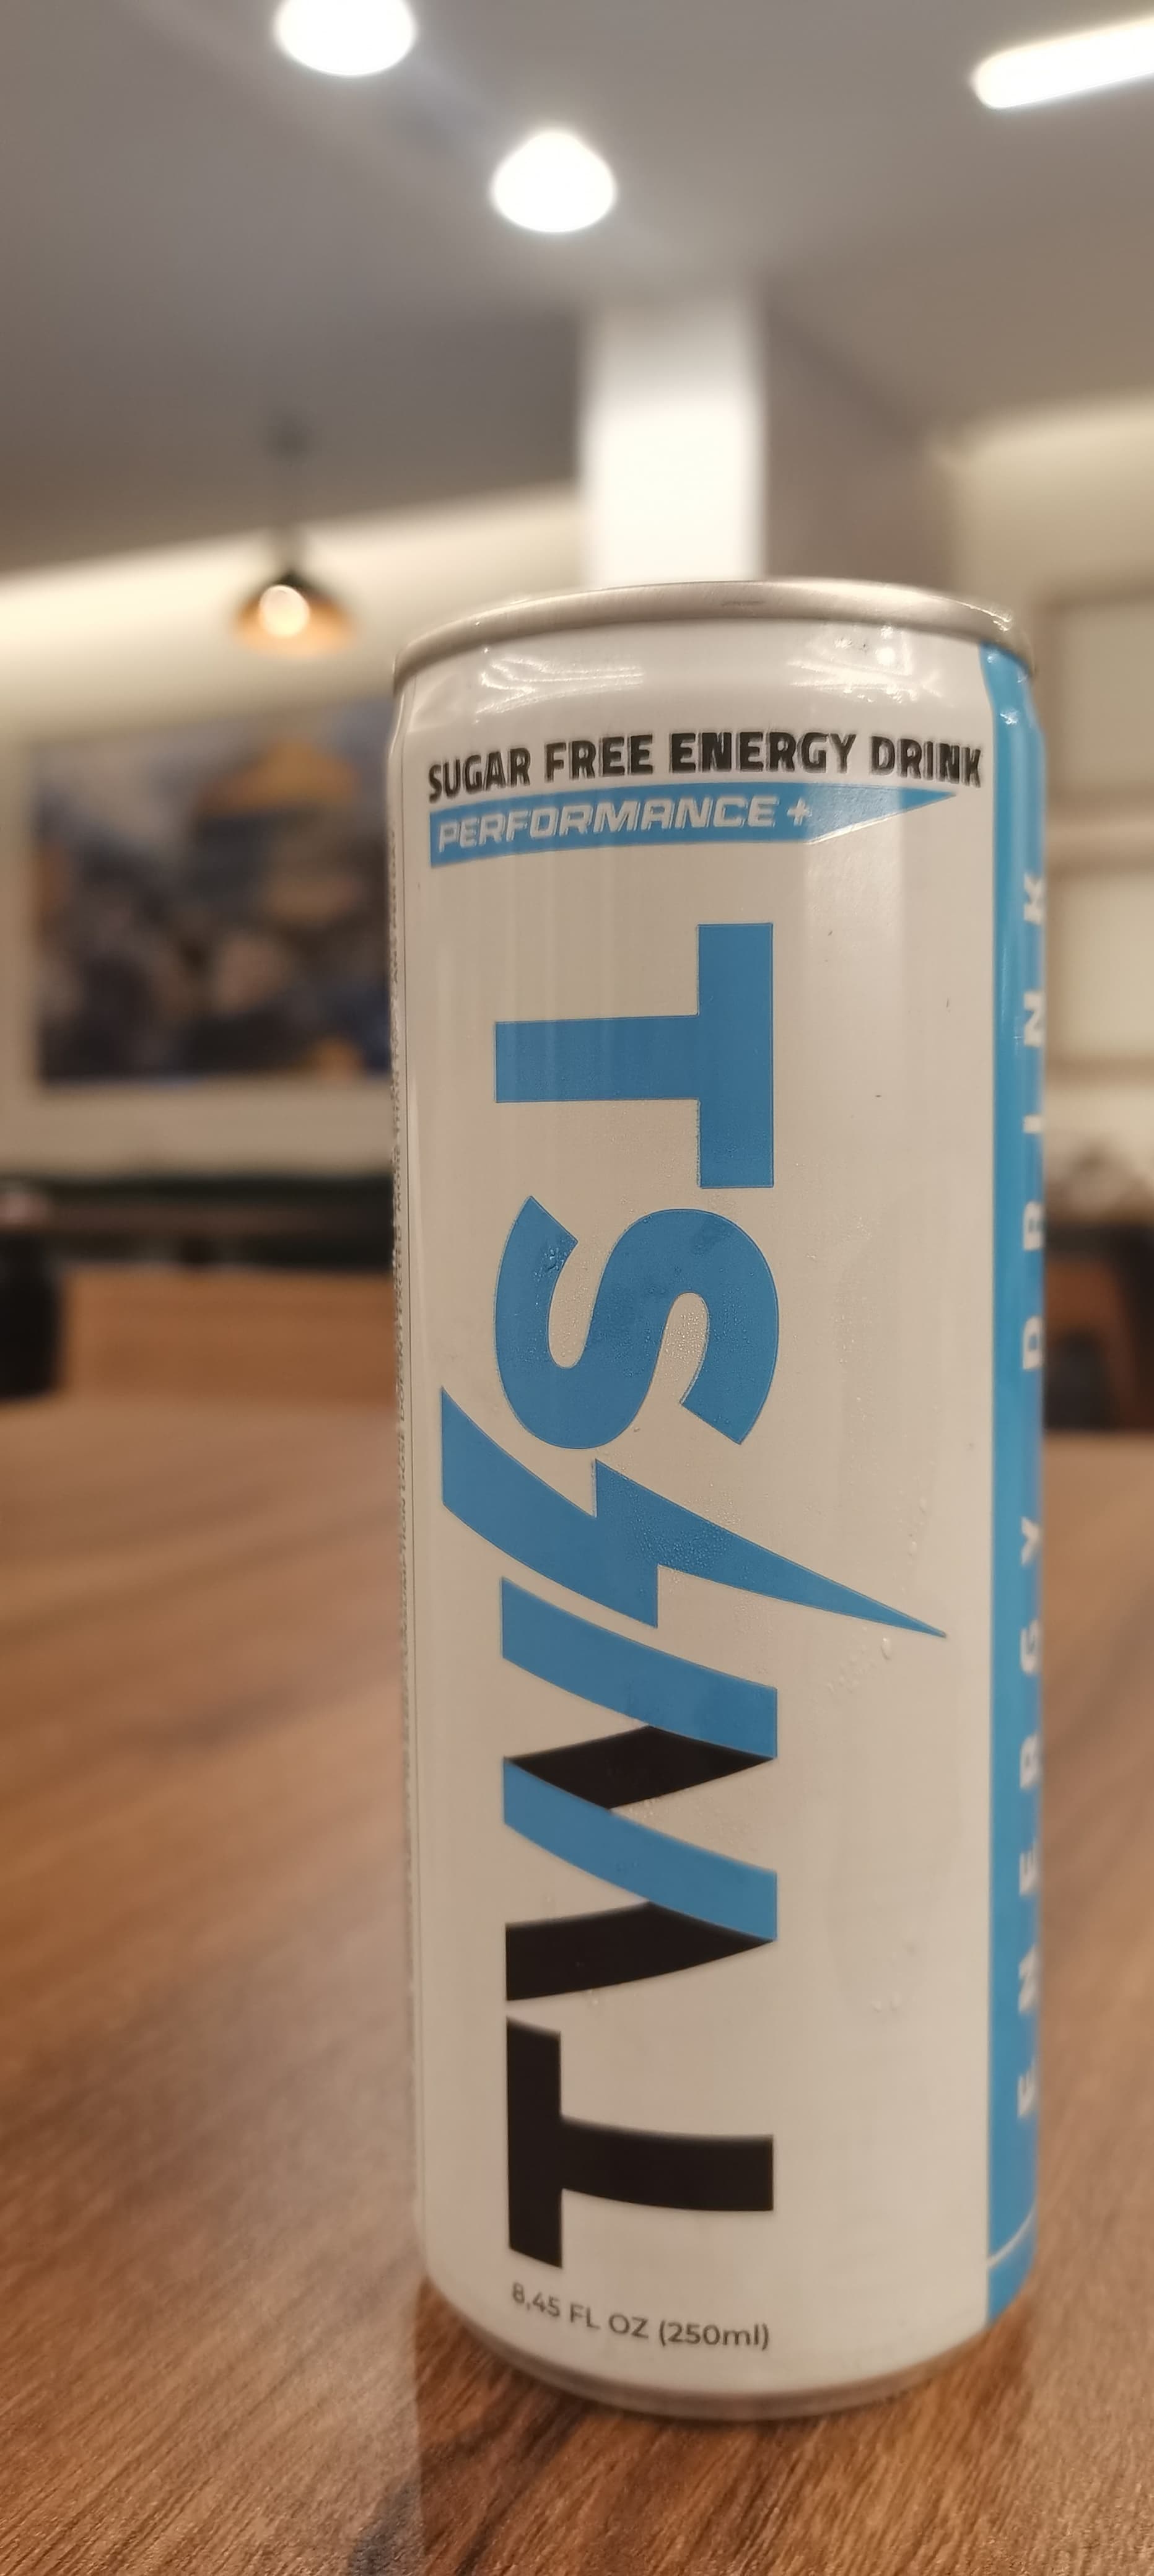 SUGAR FREE ENERGY DRINK
PERFORMANCE +
TWIST
8,45 FL OZ (250ml)
ENERGY DRINK